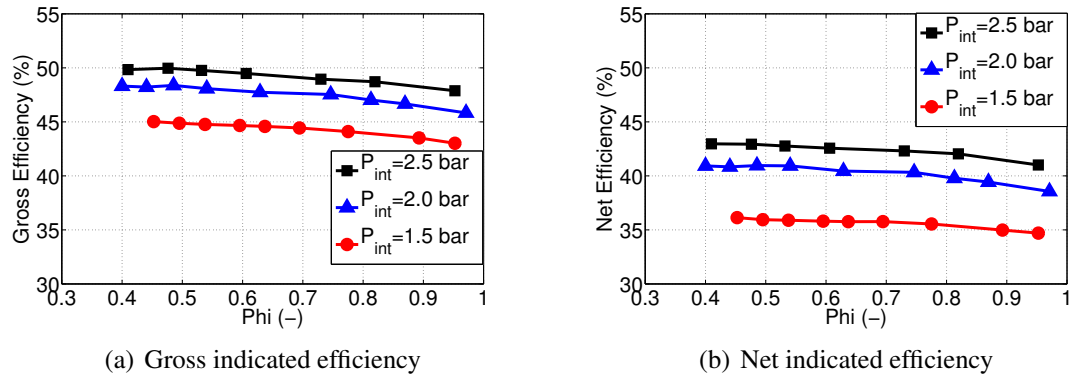 55
50
45
40
35
30
Gross Efficiency (%)
P_int=2.5 bar
P_int=2.0 bar
P_int=1.5 bar
0.3 0.4 0.5 0.6 0.7 0.8 0.9 1
Phi (−)
(a) Gross indicated efficiency
55
50
45
40
35
30
Net Efficiency (%)
P_int=2.5 bar
P_int=2.0 bar
P_int=1.5 bar
0.3 0.4 0.5 0.6 0.7 0.8 0.9 1
Phi (−)
(b) Net indicated efficiency